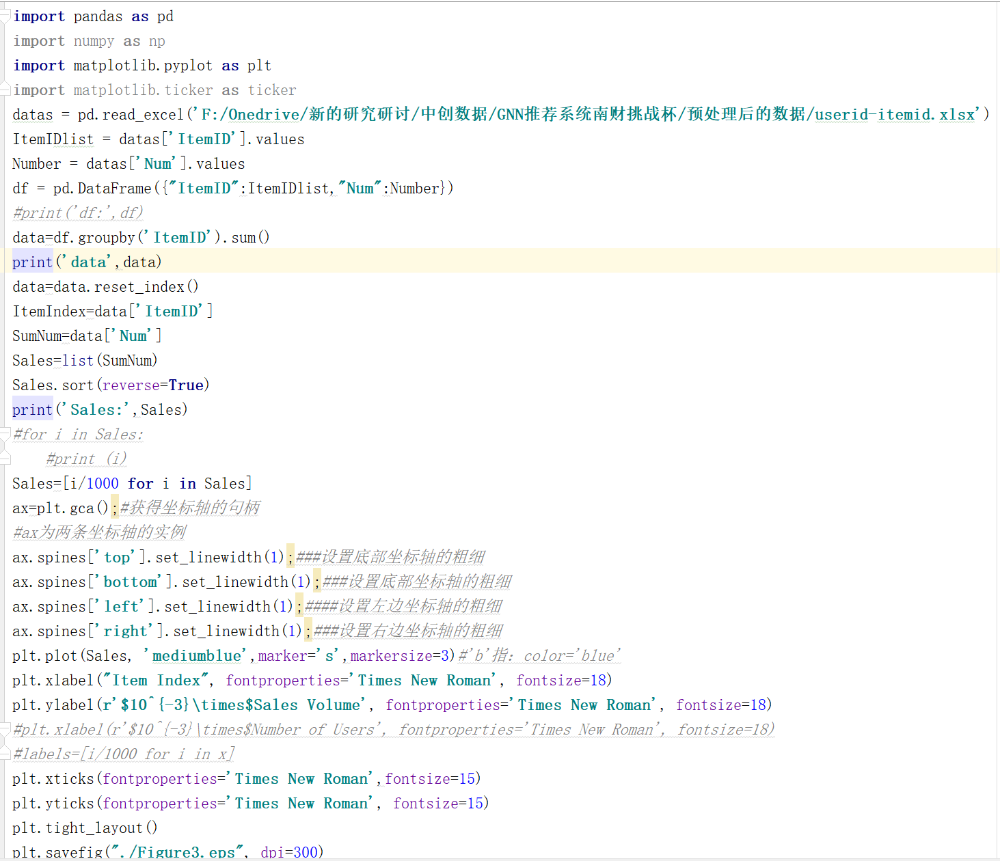 import pandas as pd
import numpy as np
import matplotlib.pyplot as plt
import matplotlib.ticker as ticker
datas = pd.read_excel('F:/Onedrive/新的研究研讨/中创数据/GNN推荐系统南财挑战杯/预处理后的数据/userid-itemid.xlsx')
ItemIDlist = datas['ItemID'].values
Number = datas['Num'].values
df = pd.DataFrame({"ItemID":ItemIDlist,"Num":Number})
#print('df:',df)
data=df.groupby('ItemID').sum()
print('data',data)
data=data.reset_index()
ItemIndex=data['ItemID']
SumNum=data['Num']
Sales=list(SumNum)
Sales.sort(reverse=True)
print('Sales:',Sales)
#for i in Sales:
    #print (i)
Sales=[i/1000 for i in Sales]
ax=plt.gca();#获得坐标轴的句柄
#ax为两条坐标轴的实例
ax.spines['top'].set_linewidth(1);###设置底部坐标轴的粗细
ax.spines['bottom'].set_linewidth(1);###设置底部坐标轴的粗细
ax.spines['left'].set_linewidth(1);####设置左边坐标轴的粗细
ax.spines['right'].set_linewidth(1);###设置右边坐标轴的粗细
plt.plot(Sales, 'mediumblue',marker='s',markersize=3)#'b'指：color='blue'
plt.xlabel("Item Index", fontproperties='Times New Roman', fontsize=18)
plt.ylabel(r'$10^{-3}\times$Sales Volume', fontproperties='Times New Roman', fontsize=18)
#plt.xlabel(r'$10^{-3}\times$Number of Users', fontproperties='Times New Roman', fontsize=18)
#labels=[i/1000 for i in x]
plt.xticks(fontproperties='Times New Roman',fontsize=15)
plt.yticks(fontproperties='Times New Roman', fontsize=15)
plt.tight_layout()
plt.savefig("./Figure3.eps", dpi=300)